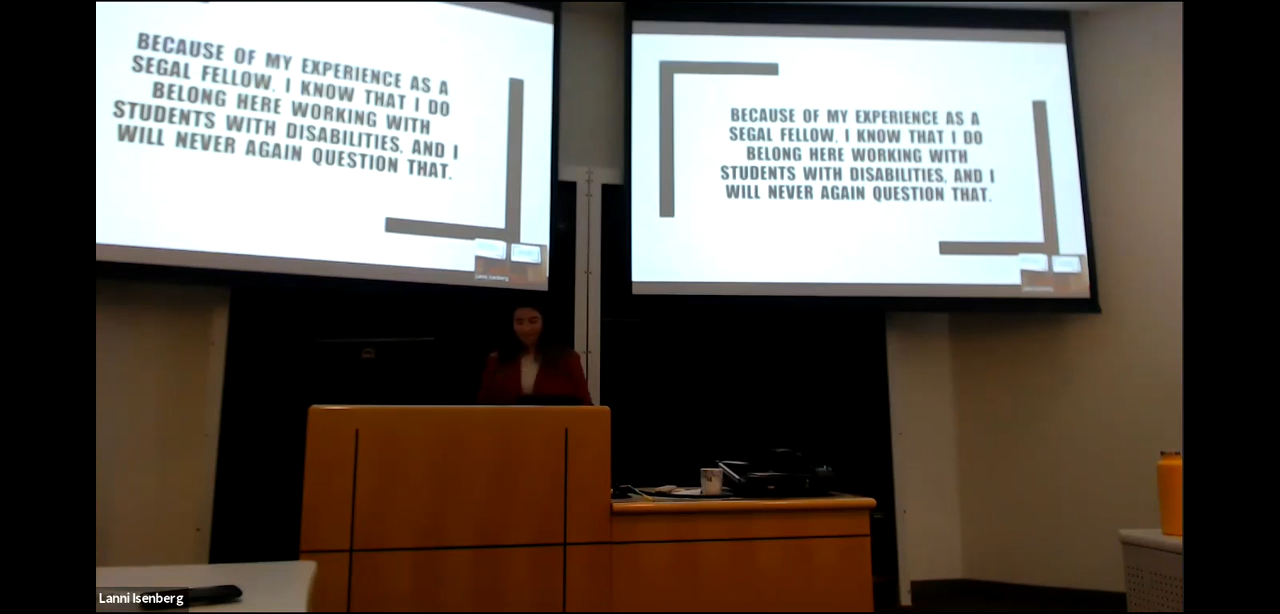 BECAUSE OF MY EXPERIENCE AS A
SEGAL FELLOW, I KNOW THAT I DO
BELONG HERE WORKING WITH
STUDENTS WITH DISABILITIES, AND I
WILL NEVER AGAIN QUESTION THAT.
Lanni Isenberg
BECAUSE OF MY EXPERIENCE AS A
SEGAL FELLOW, I KNOW THAT I DO
BELONG HERE WORKING WITH
STUDENTS WITH DISABILITIES, AND I
WILL NEVER AGAIN QUESTION THAT.
Lanni Isenberg